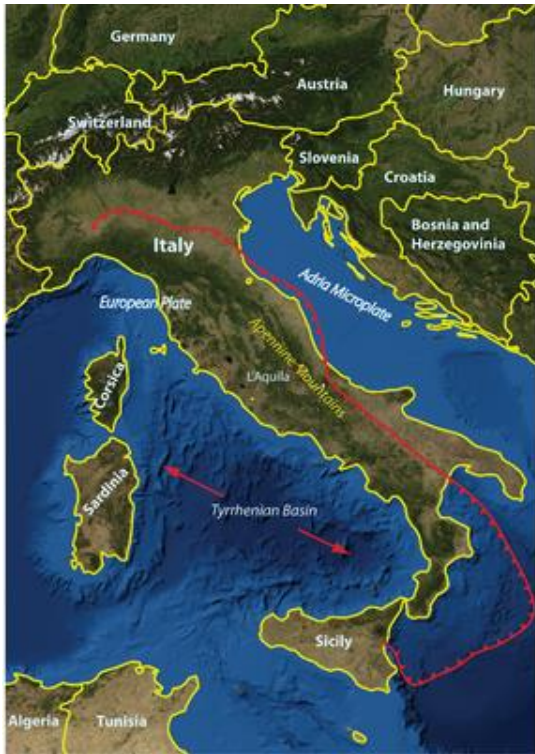 Germany
Austria
Hungary
Switzerland
Slovenia
Croatia
Italy
Bosnia and
Herzegovinia
Adria Microplate
European Plate
Apennine Mountains
L'Aquila
Corsica
Sardinia
Tyrrhenian Basin
Sicily
Algeria
Tunisia